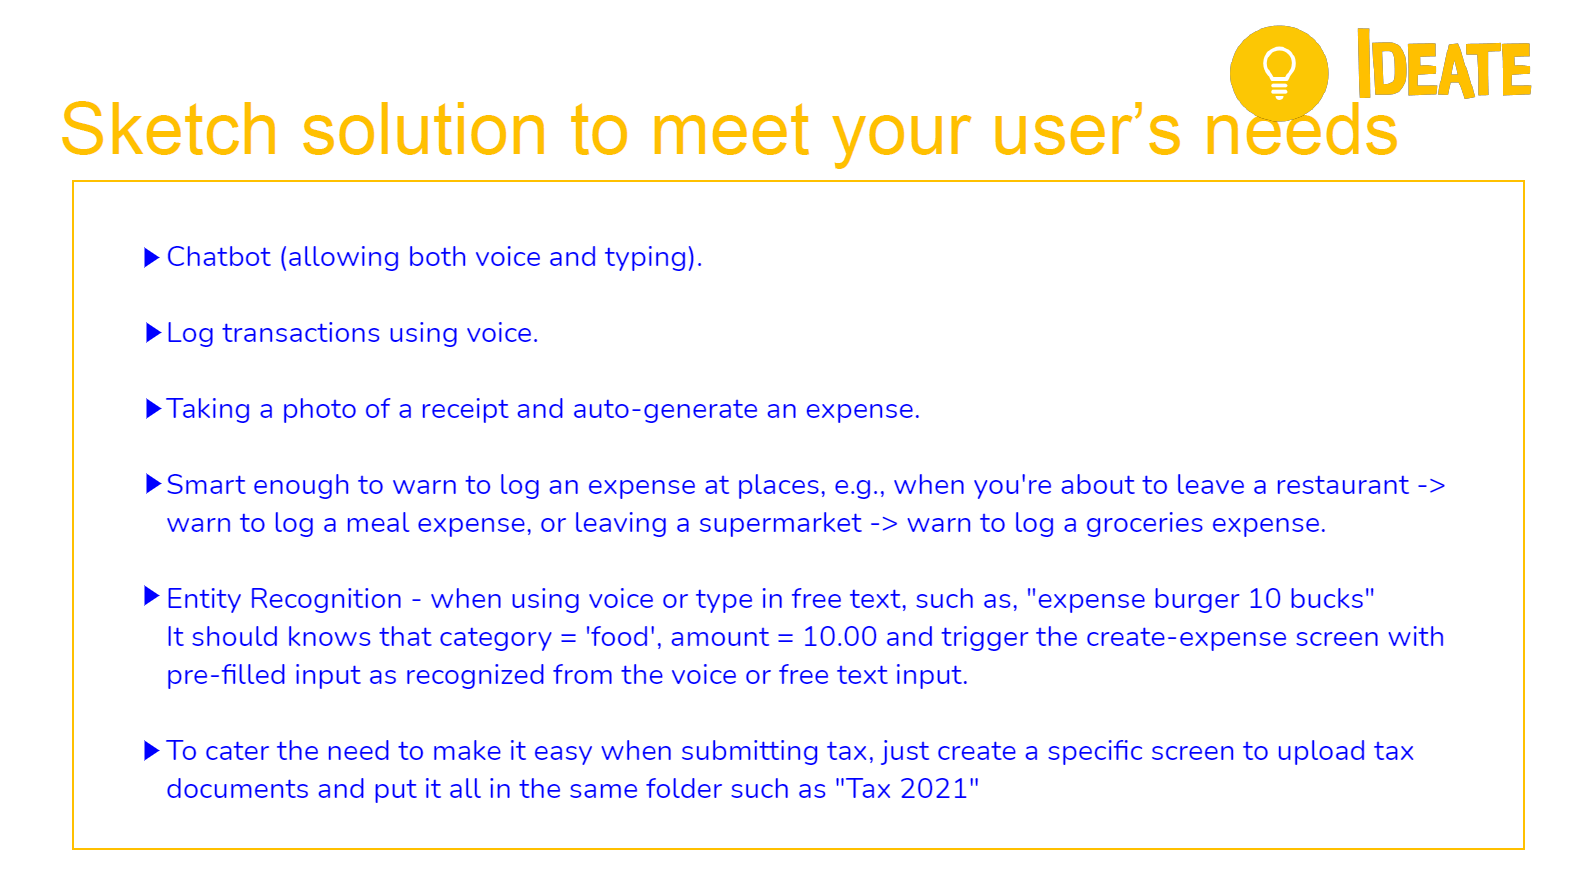 IDEATE
Sketch solution to meet your user’s needs
Chatbot (allowing both voice and typing).
Log transactions using voice.
Taking a photo of a receipt and auto-generate an expense.
Smart enough to warn to log an expense at places, e.g., when you're about to leave a restaurant ->
warn to log a meal expense, or leaving a supermarket -> warn to log a groceries expense.
Entity Recognition - when using voice or type in free text, such as, "expense burger 10 bucks"
It should knows that category = 'food', amount = 10.00 and trigger the create-expense screen with
pre-filled input as recognized from the voice or free text input.
To cater the need to make it easy when submitting tax, just create a specific screen to upload tax
documents and put it all in the same folder such as "Tax 2021"